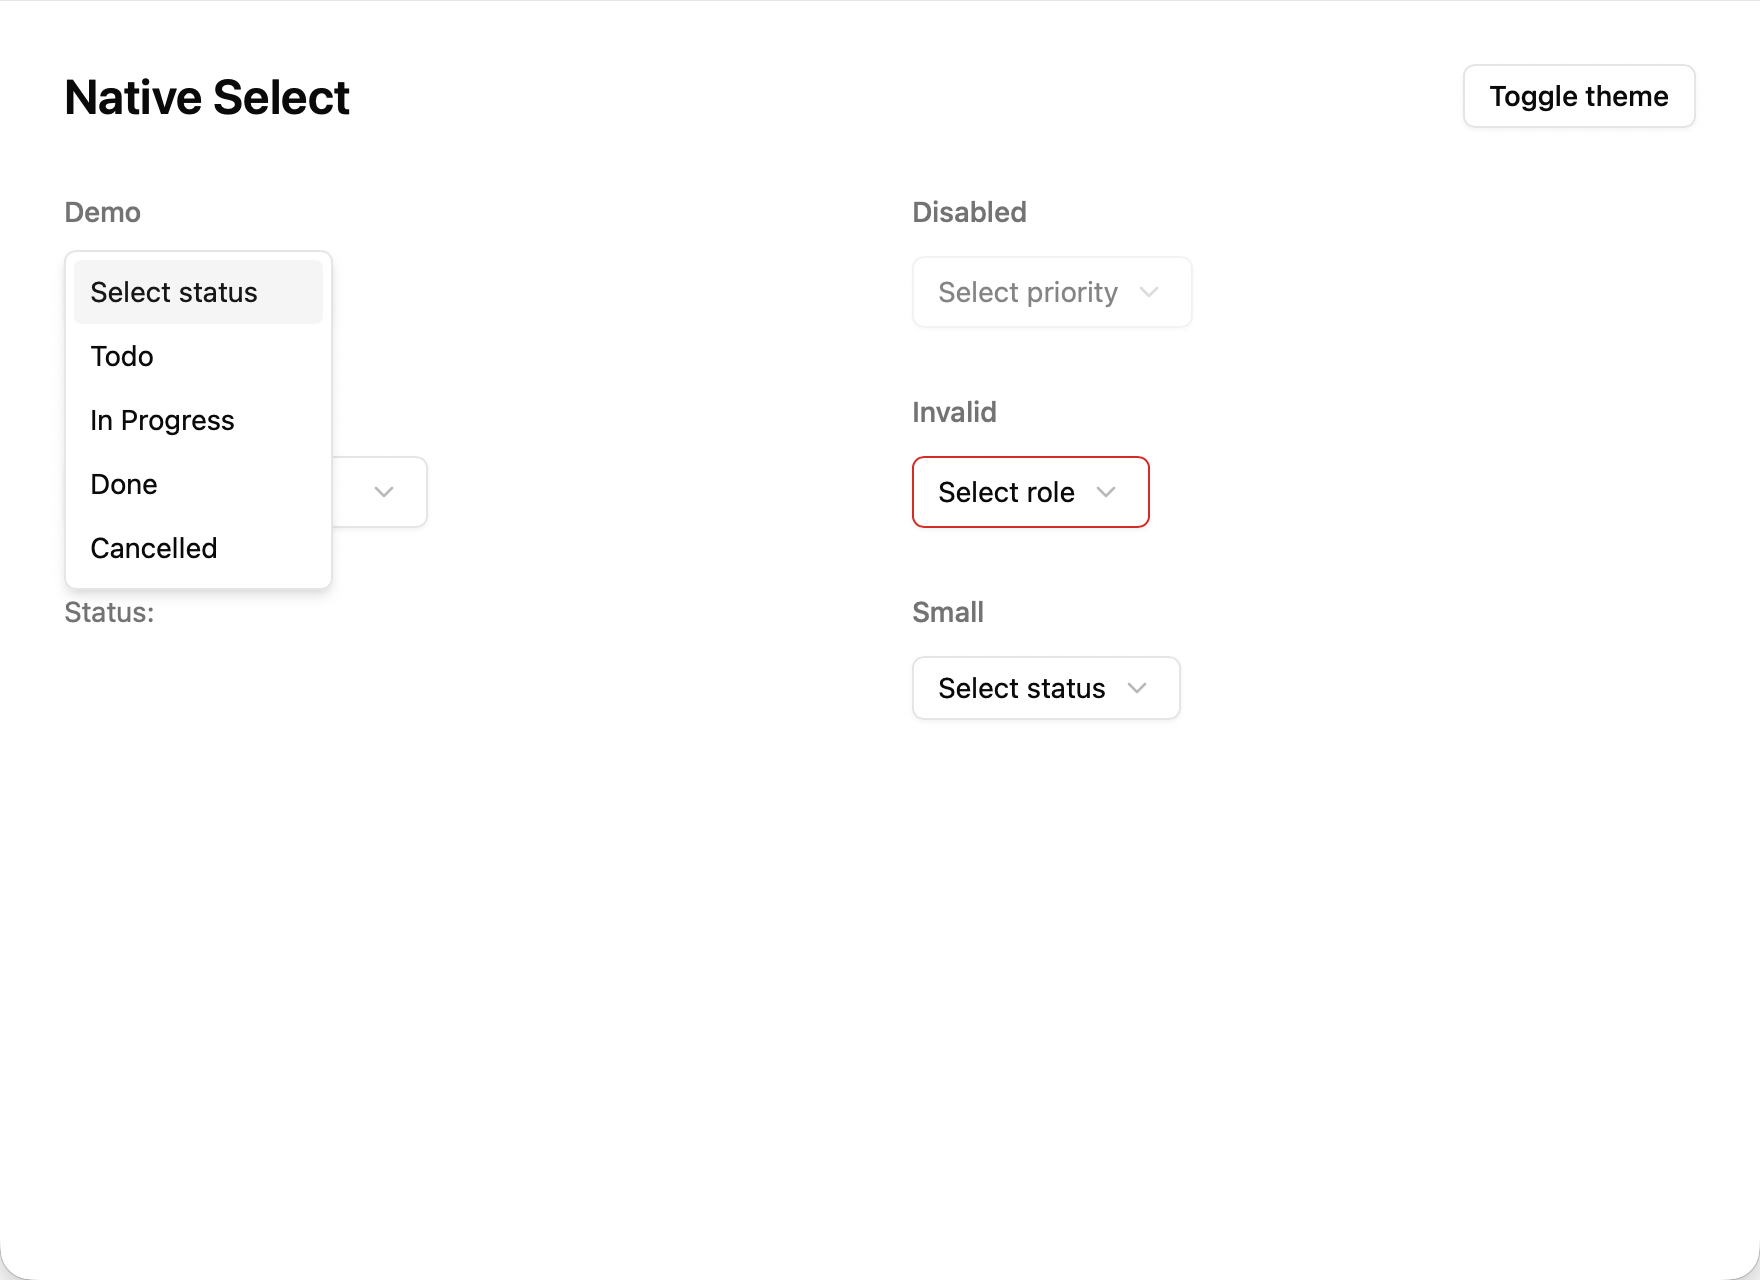 Native Select
Toggle theme
Demo
Select status
Todo
In Progress
Done
Cancelled
Status:
Disabled
Select priority
Invalid
Select role
Small
Select status